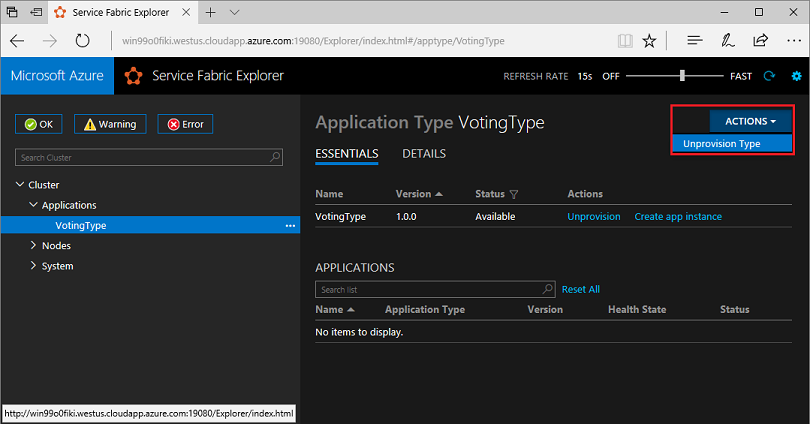 Service Fabric Explorer
win99o0fiki.westus.cloudapp.azure.com:19080/Explorer/index.html#/apptype/VotingType
Microsoft Azure Service Fabric Explorer REFRESH RATE 15s OFF FAST
OK Warning Error
Search Cluster
Cluster
Applications
VotingType
Nodes
System
Application Type VotingType
ACTIONS
Unprovision Type
ESSENTIALS DETAILS
Name Version Status Actions
VotingType 1.0.0 Available Unprovision Create app instance
APPLICATIONS
Search list Reset All
Name Application Type Version Health State Status
No items to display.
http://win99o0fiki.westus.cloudapp.azure.com:19080/Explorer/index.html